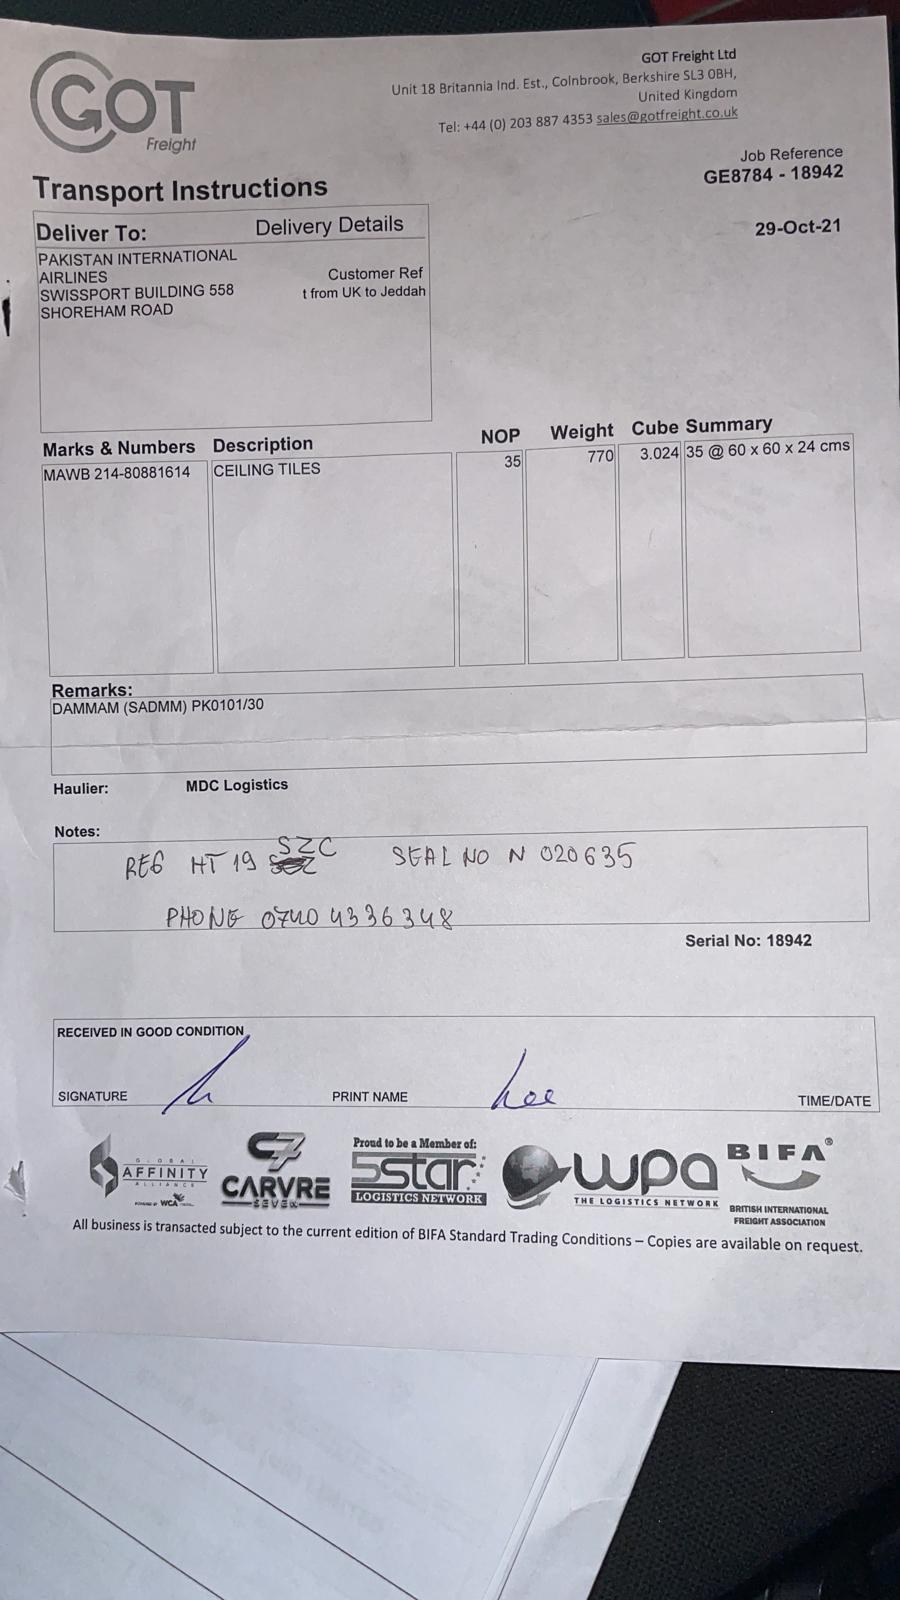 GOT
Freight
GOT Freight Ltd
Unit 18 Britannia Ind. Est., Colnbrook, Berkshire SL3 0BH,
United Kingdom
Tel: +44 (0) 203 887 4353 sales@gotfreight.co.uk
Job Reference
GE8784 - 18942
29-Oct-21
Transport Instructions
Deliver To: Delivery Details
PAKISTAN INTERNATIONAL
AIRLINES
SWISSPORT BUILDING 558
SHOREHAM ROAD
Customer Ref
t from UK to Jeddah
Marks & Numbers Description NOP Weight Cube Summary
MAWB 214-80881614 CEILING TILES 35 770 3.024 35 @ 60 x 60 x 24 cms
Remarks:
DAMMAM (SADMM) PK0101/30
Haulier: MDC Logistics
Notes:
REG HT 19 SZC SEAL NO N 020635
PHONE 0740 4336348
Serial No: 18942
RECEIVED IN GOOD CONDITION
SIGNATURE PRINT NAME Lee TIME/DATE
GLOBAL
AFFINITY
ALLIANCE
POWERED BY WCA
C7
CARVRE
SEVEN
Proud to be a Member of:
5star
LOGISTICS NETWORK
wpa
THE LOGISTICS NETWORK
BIFA®
BRITISH INTERNATIONAL
FREIGHT ASSOCIATION
All business is transacted subject to the current edition of BIFA Standard Trading Conditions – Copies are available on request.